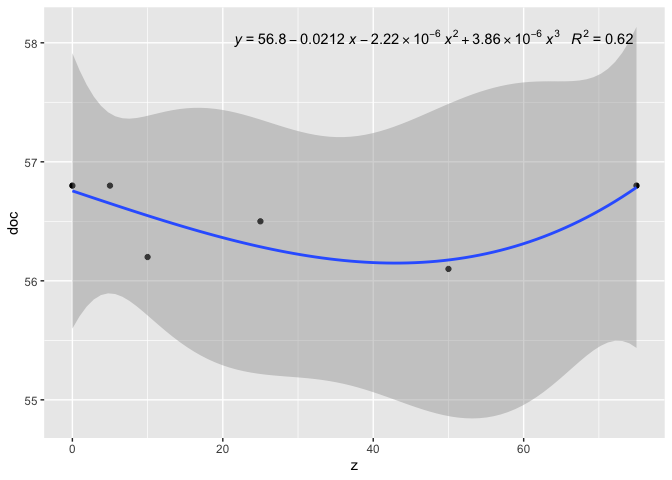 y = 56.8 – 0.0212 x – 2.22 × 10⁻⁶ x² + 3.86 × 10⁻⁶ x³ R² = 0.62
58
57
56
55
doc
0 20 40 60
z